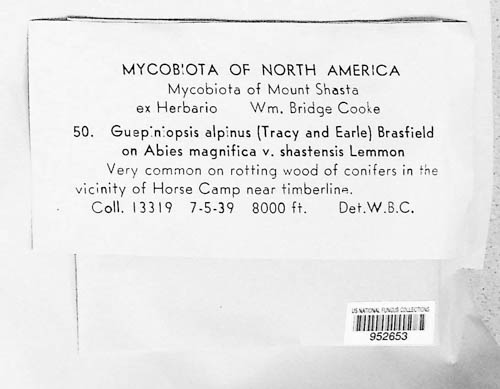 MYCOBIOTA OF NORTH AMERICA
Mycobiota of Mount Shasta
ex Herbario Wm. Bridge Cooke
50. Guepiniopsis alpinus (Tracy and Earle) Brasfield
on Abies magnifica v. shastensis Lemmon
Very common on rotting wood of conifers in the
vicinity of Horse Camp near timberline.
Coll. 13319 7-5-39 8000 ft. Det.W.B.C.
US NATIONAL FUNGUS COLLECTIONS
952653